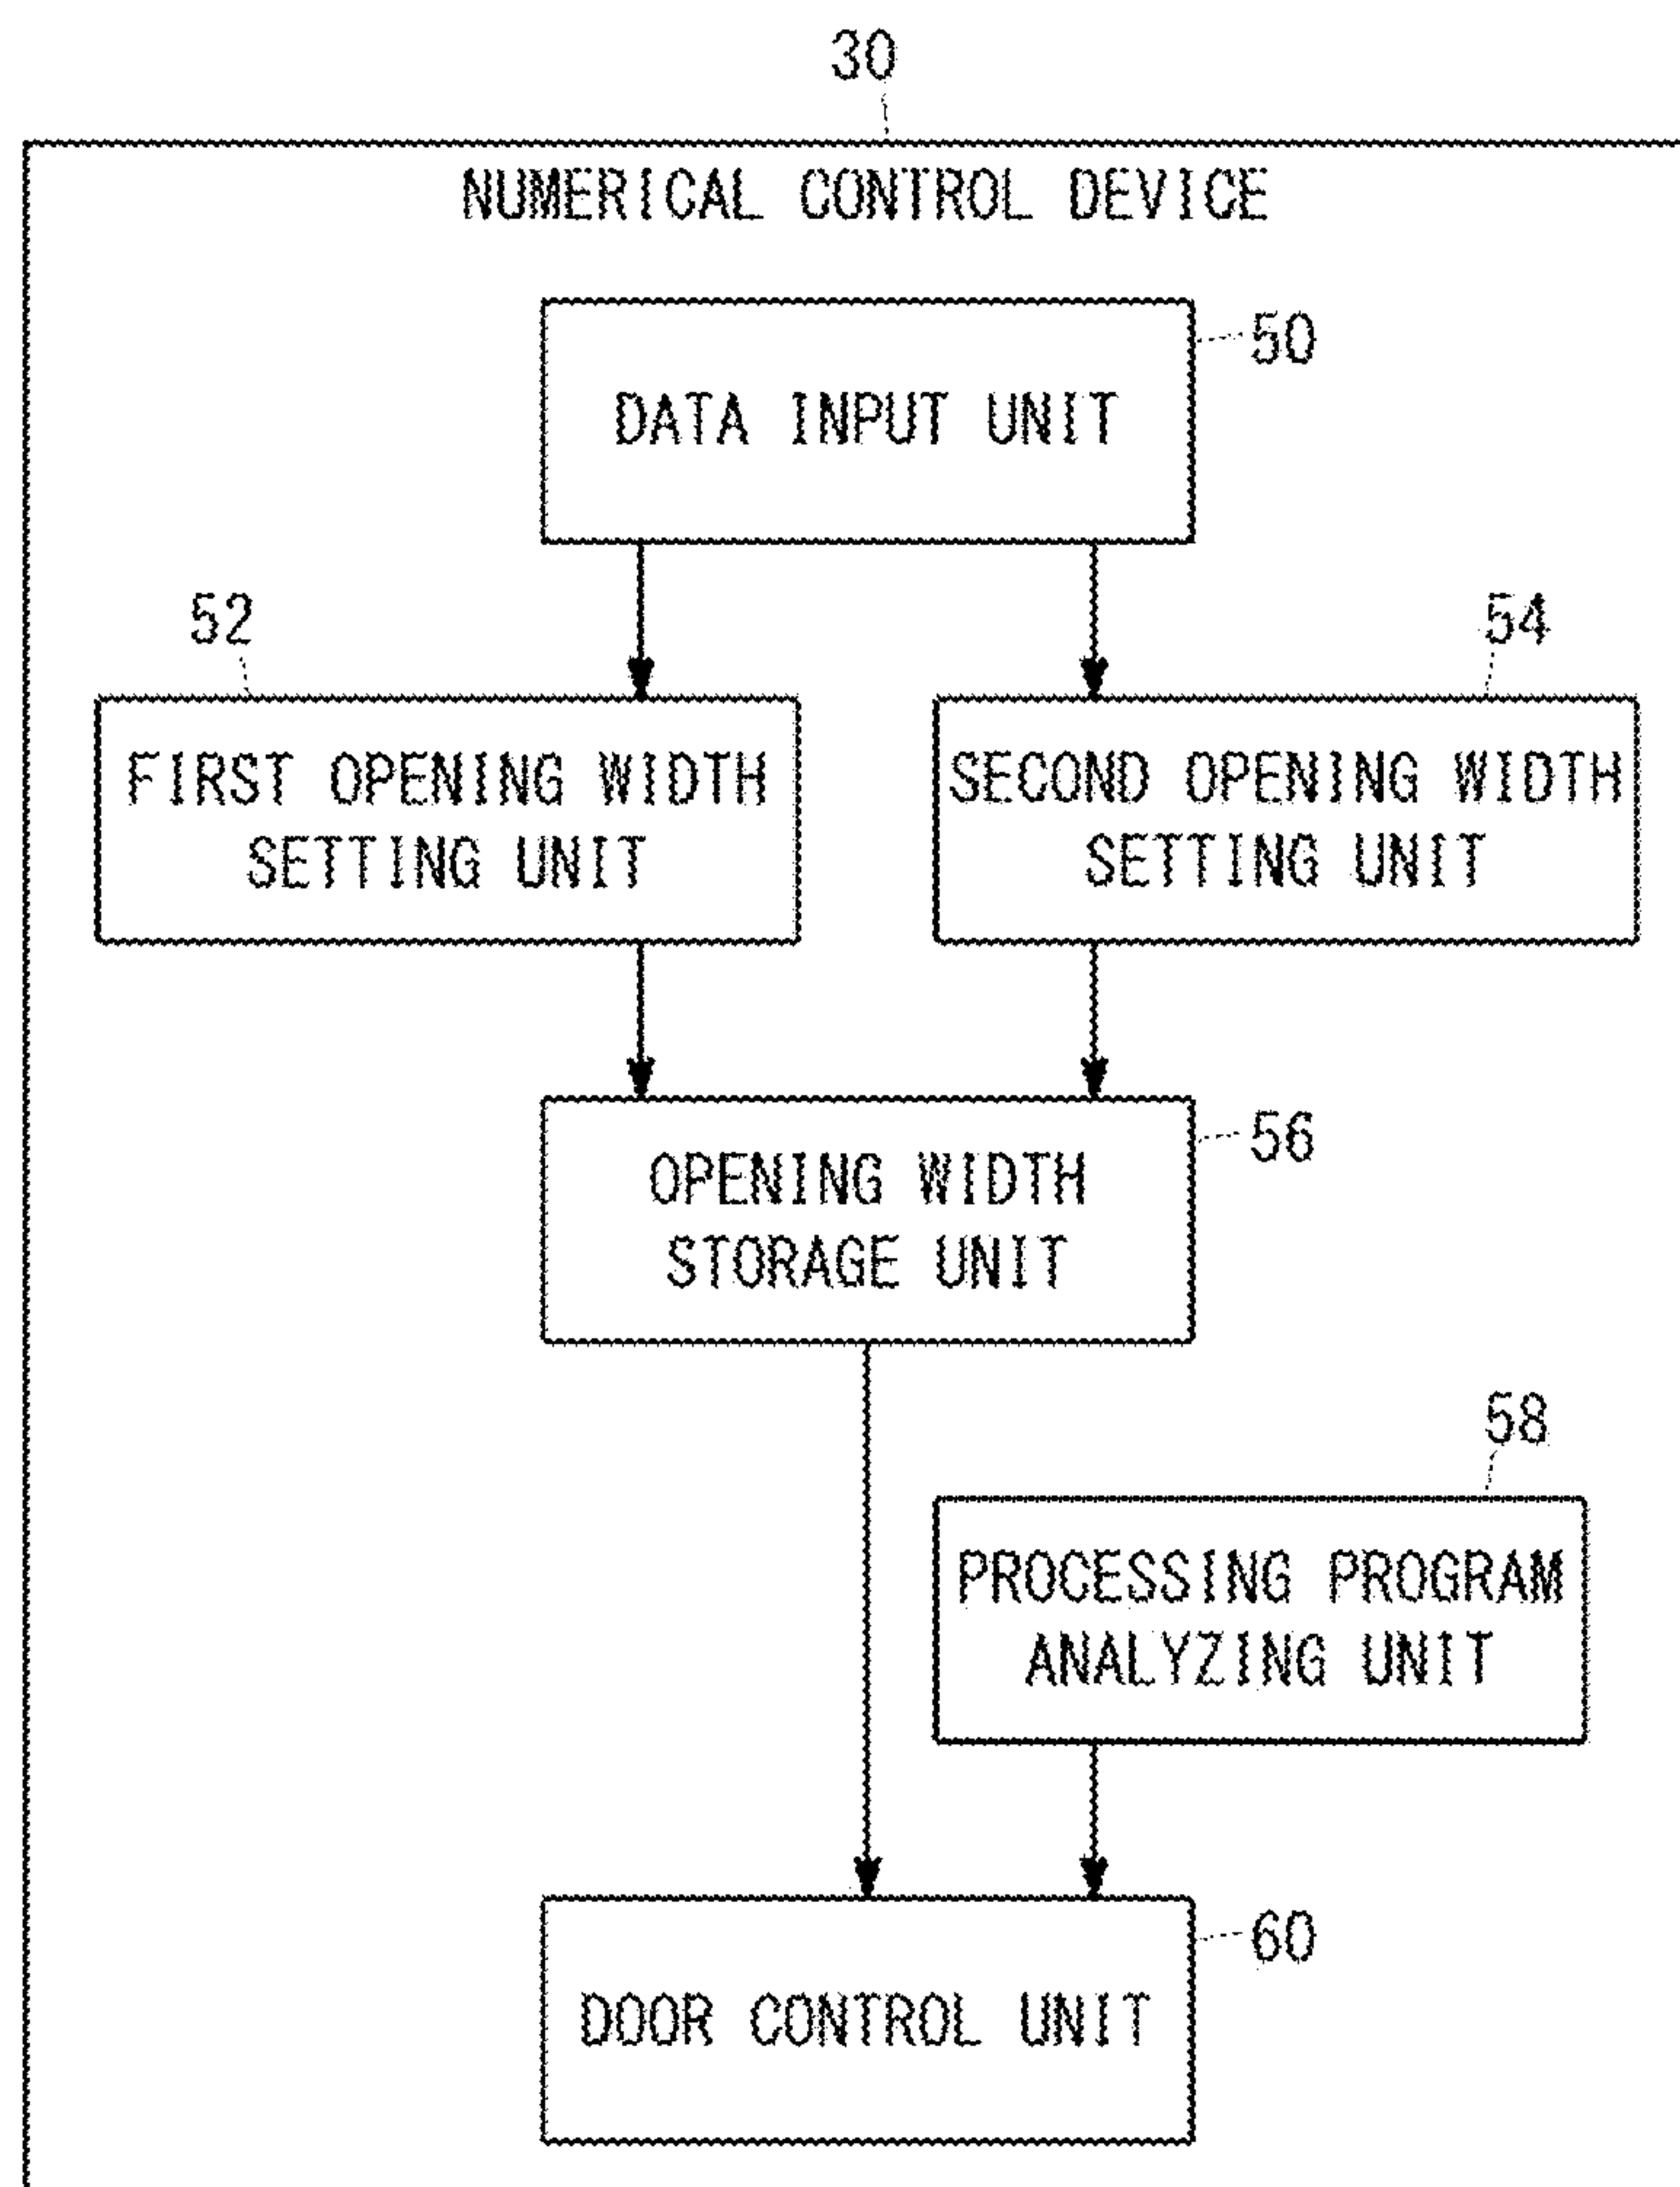 30
NUMERICAL CONTROL DEVICE
50
DATA INPUT UNIT
52
54
FIRST OPENING WIDTH
SETTING UNIT
SECOND OPENING WIDTH
SETTING UNIT
56
OPENING WIDTH
STORAGE UNIT
58
PROCESSING PROGRAM
ANALYZING UNIT
60
DOOR CONTROL UNIT